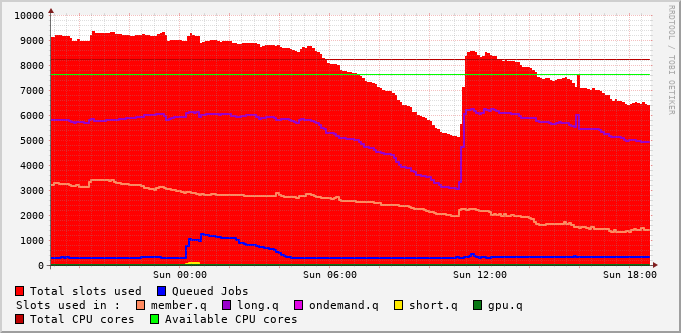 10000
9000
8000
7000
6000
5000
4000
3000
2000
1000
0
Sun 00:00 Sun 06:00 Sun 12:00 Sun 18:00
RRDTOOL / TOBI OETIKER
Total slots used Queued Jobs
Slots used in : member.q long.q ondemand.q short.q gpu.q
Total CPU cores Available CPU cores